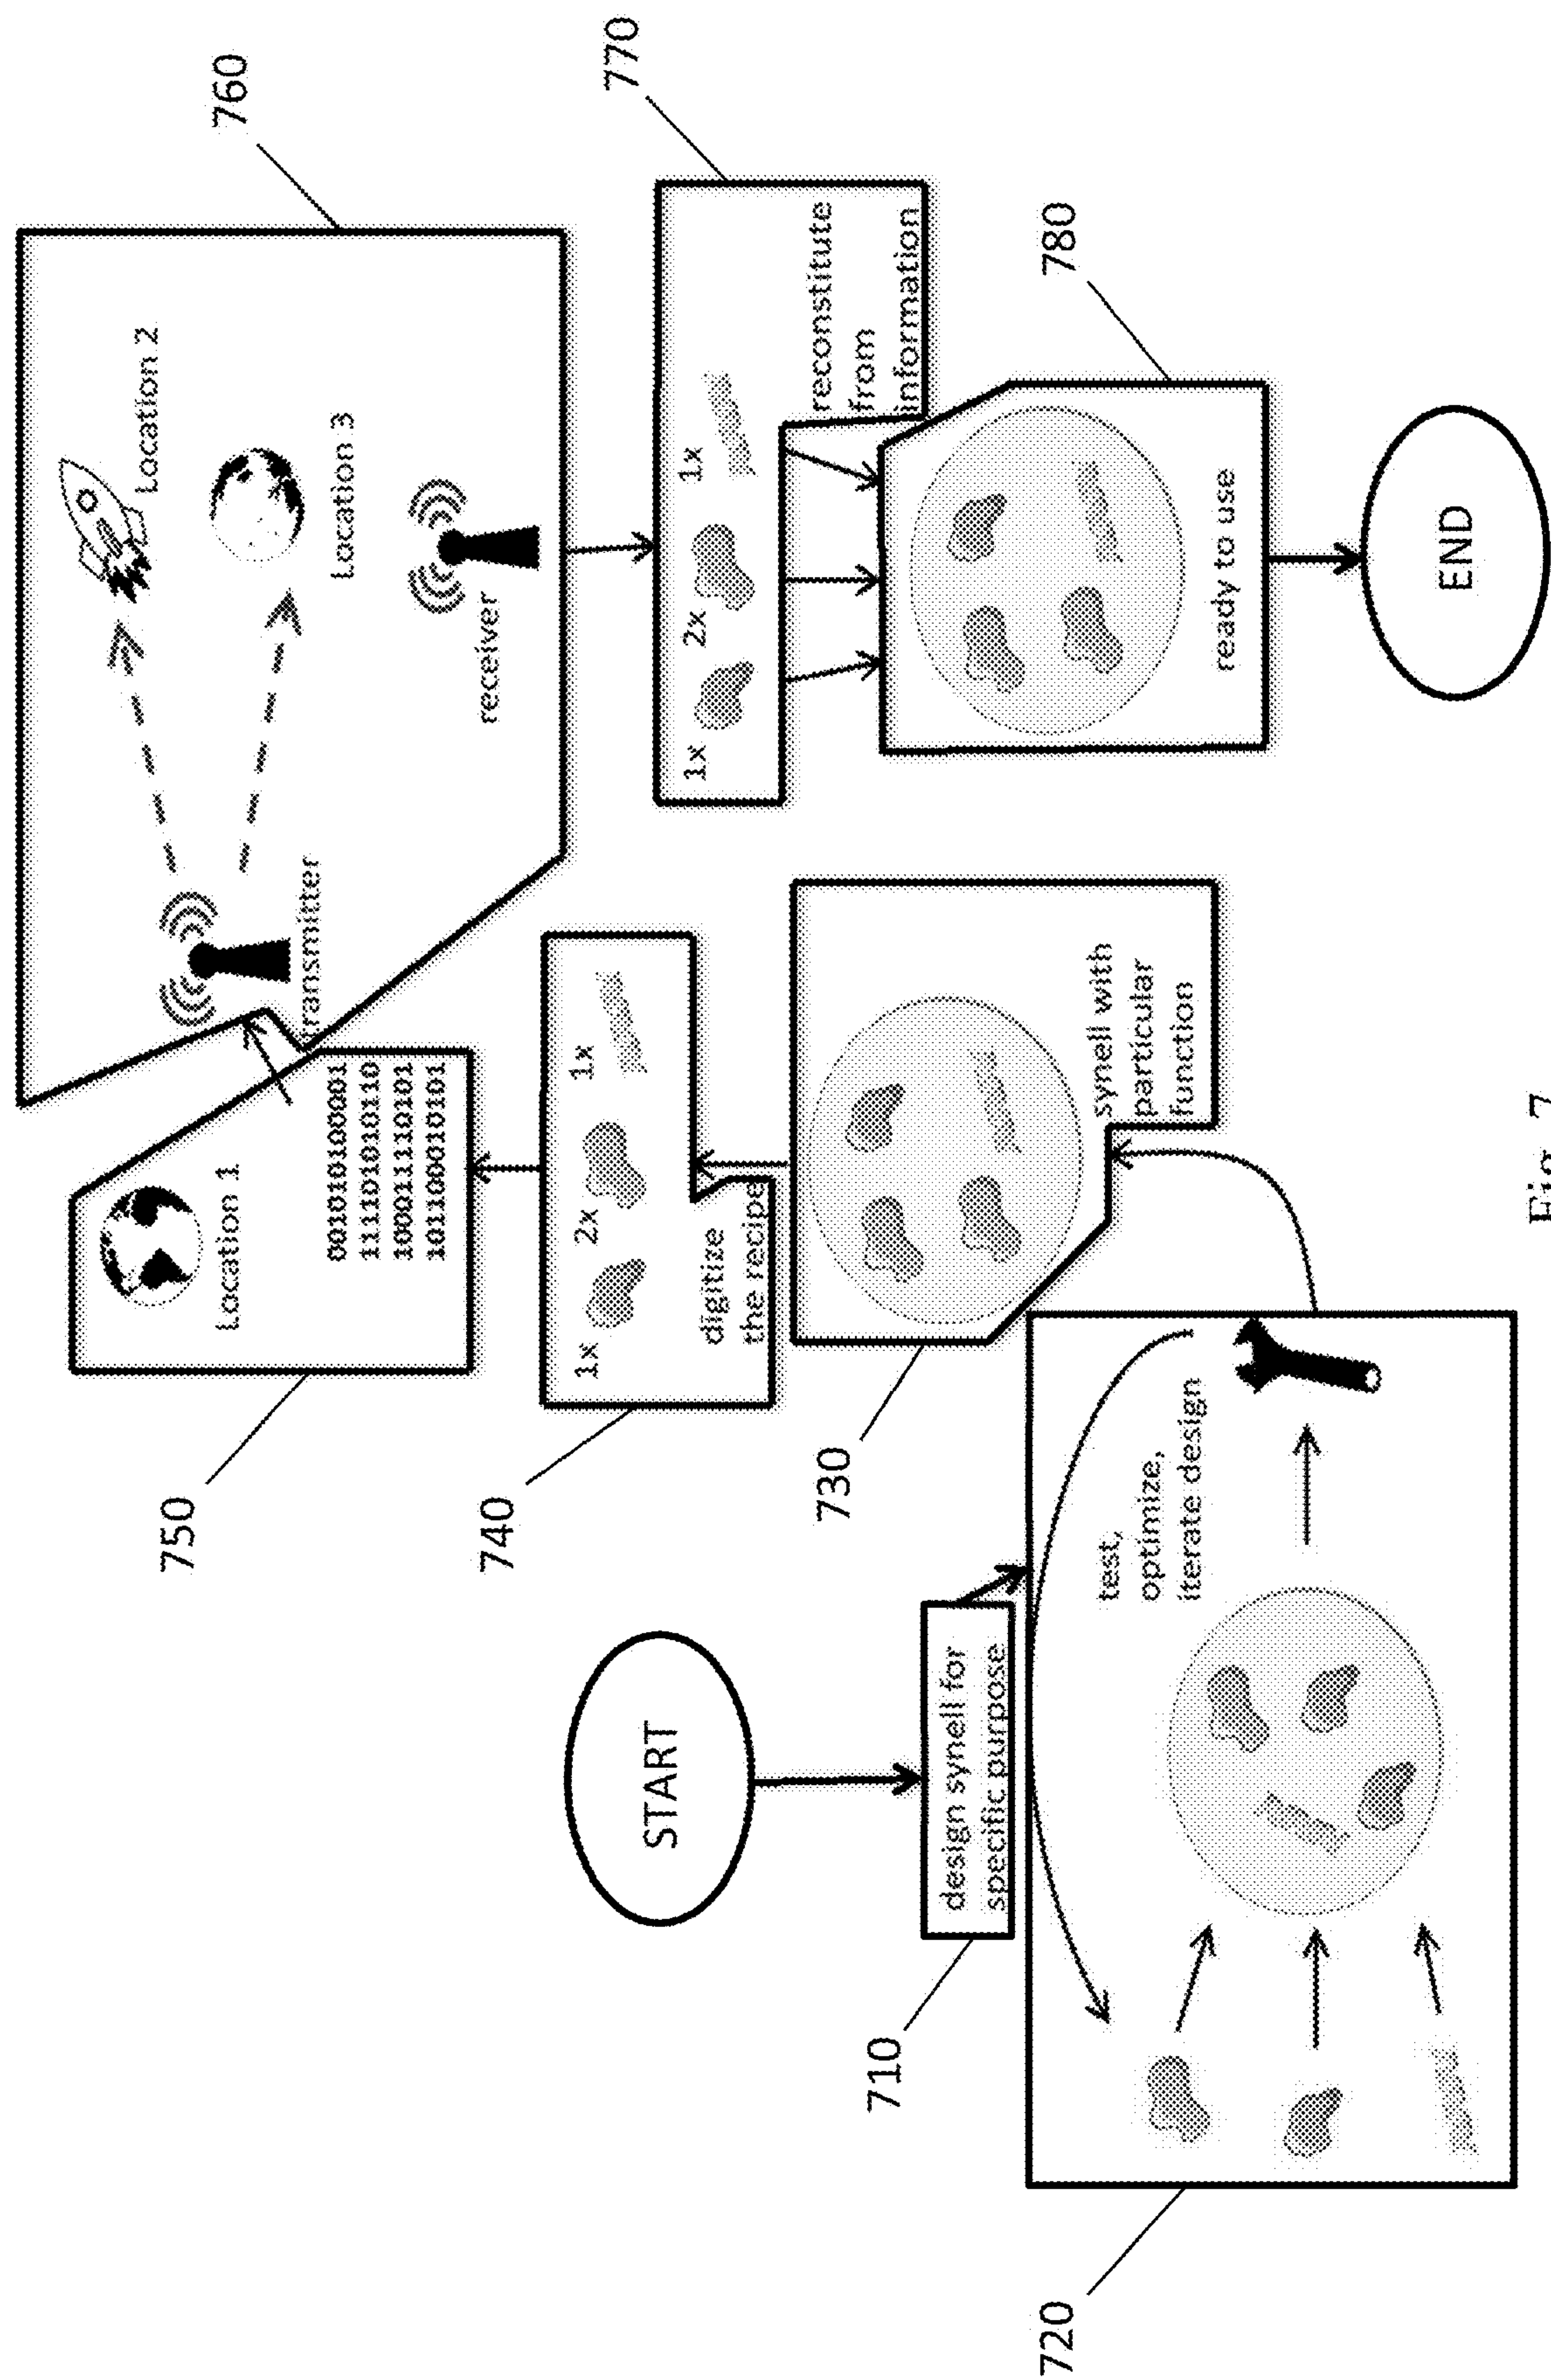 START
710
design synell for
specific purpose
720
test,
optimize,
iterate design
730
synell with
particular
function
740
1x
2x
1x
digitize
the recipe
750
Location 1
001010100001
111101010110
100011110101
101100010101
760
transmitter
Location 2
Location 3
receiver
770
1x
2x
1x
reconstitute
from
information
780
ready to use
END
Fig. 7